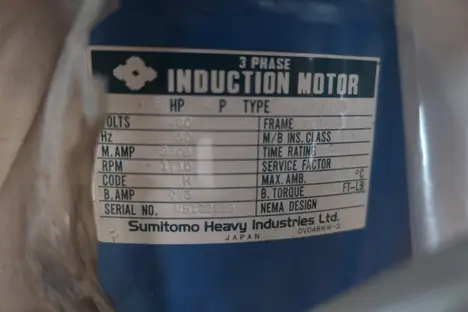 3 PHASE
INDUCTION MOTOR
HP P TYPE
VOLTS FRAME
Hz M/B INS. CLASS
M. AMP TIME RATING
RPM SERVICE FACTOR
CODE H MAX. AMB. °C
B. AMP B. TORQUE FT-LB
SERIAL NO. NEMA DESIGN
Sumitomo Heavy Industries Ltd.
JAPAN